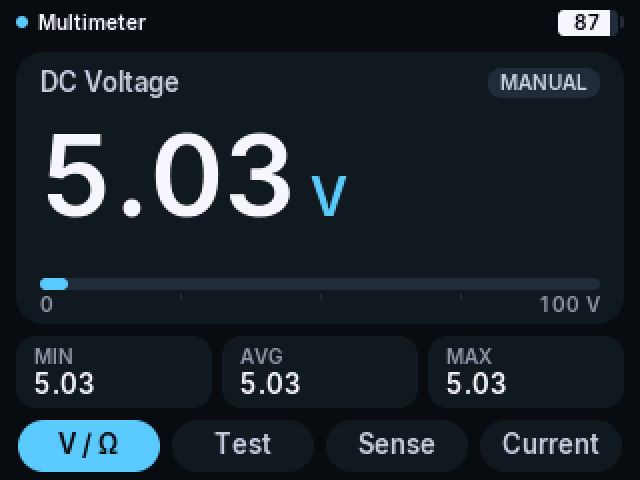 Multimeter
87
DC Voltage
MANUAL
5.03 V
0
100 V
MIN
5.03
AVG
5.03
MAX
5.03
V / Ω
Test
Sense
Current